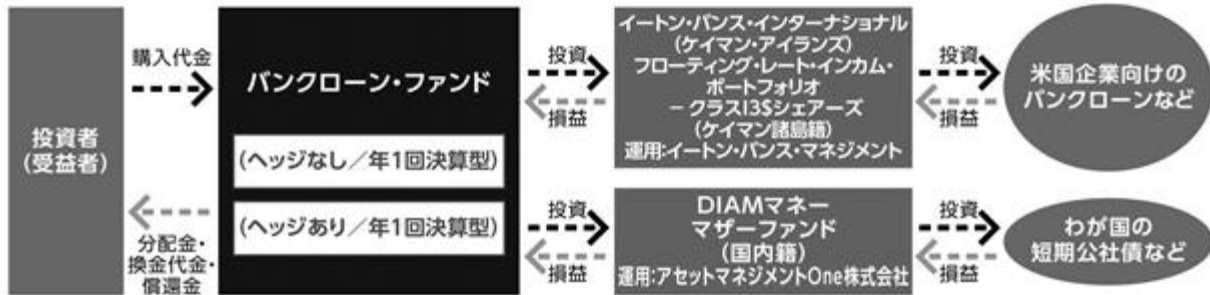 投資者
(受益者)
購入代金
分配金・
換金代金・
償還金
バンクローン・ファンド
(ヘッジなし／年1回決算型)
(ヘッジあり／年1回決算型)
投資
損益
イートン・バンス・インターナショナル
(ケイマン・アイランズ)
フローティング・レート・インカム・
ポートフォリオ
－クラスI3$シェアーズ
(ケイマン諸島籍)
運用:イートン・バンス・マネジメント
投資
損益
米国企業向けの
バンクローンなど
投資
損益
DIAMマネー
マザーファンド
(国内籍)
運用:アセットマネジメントOne株式会社
投資
損益
わが国の
短期公社債など